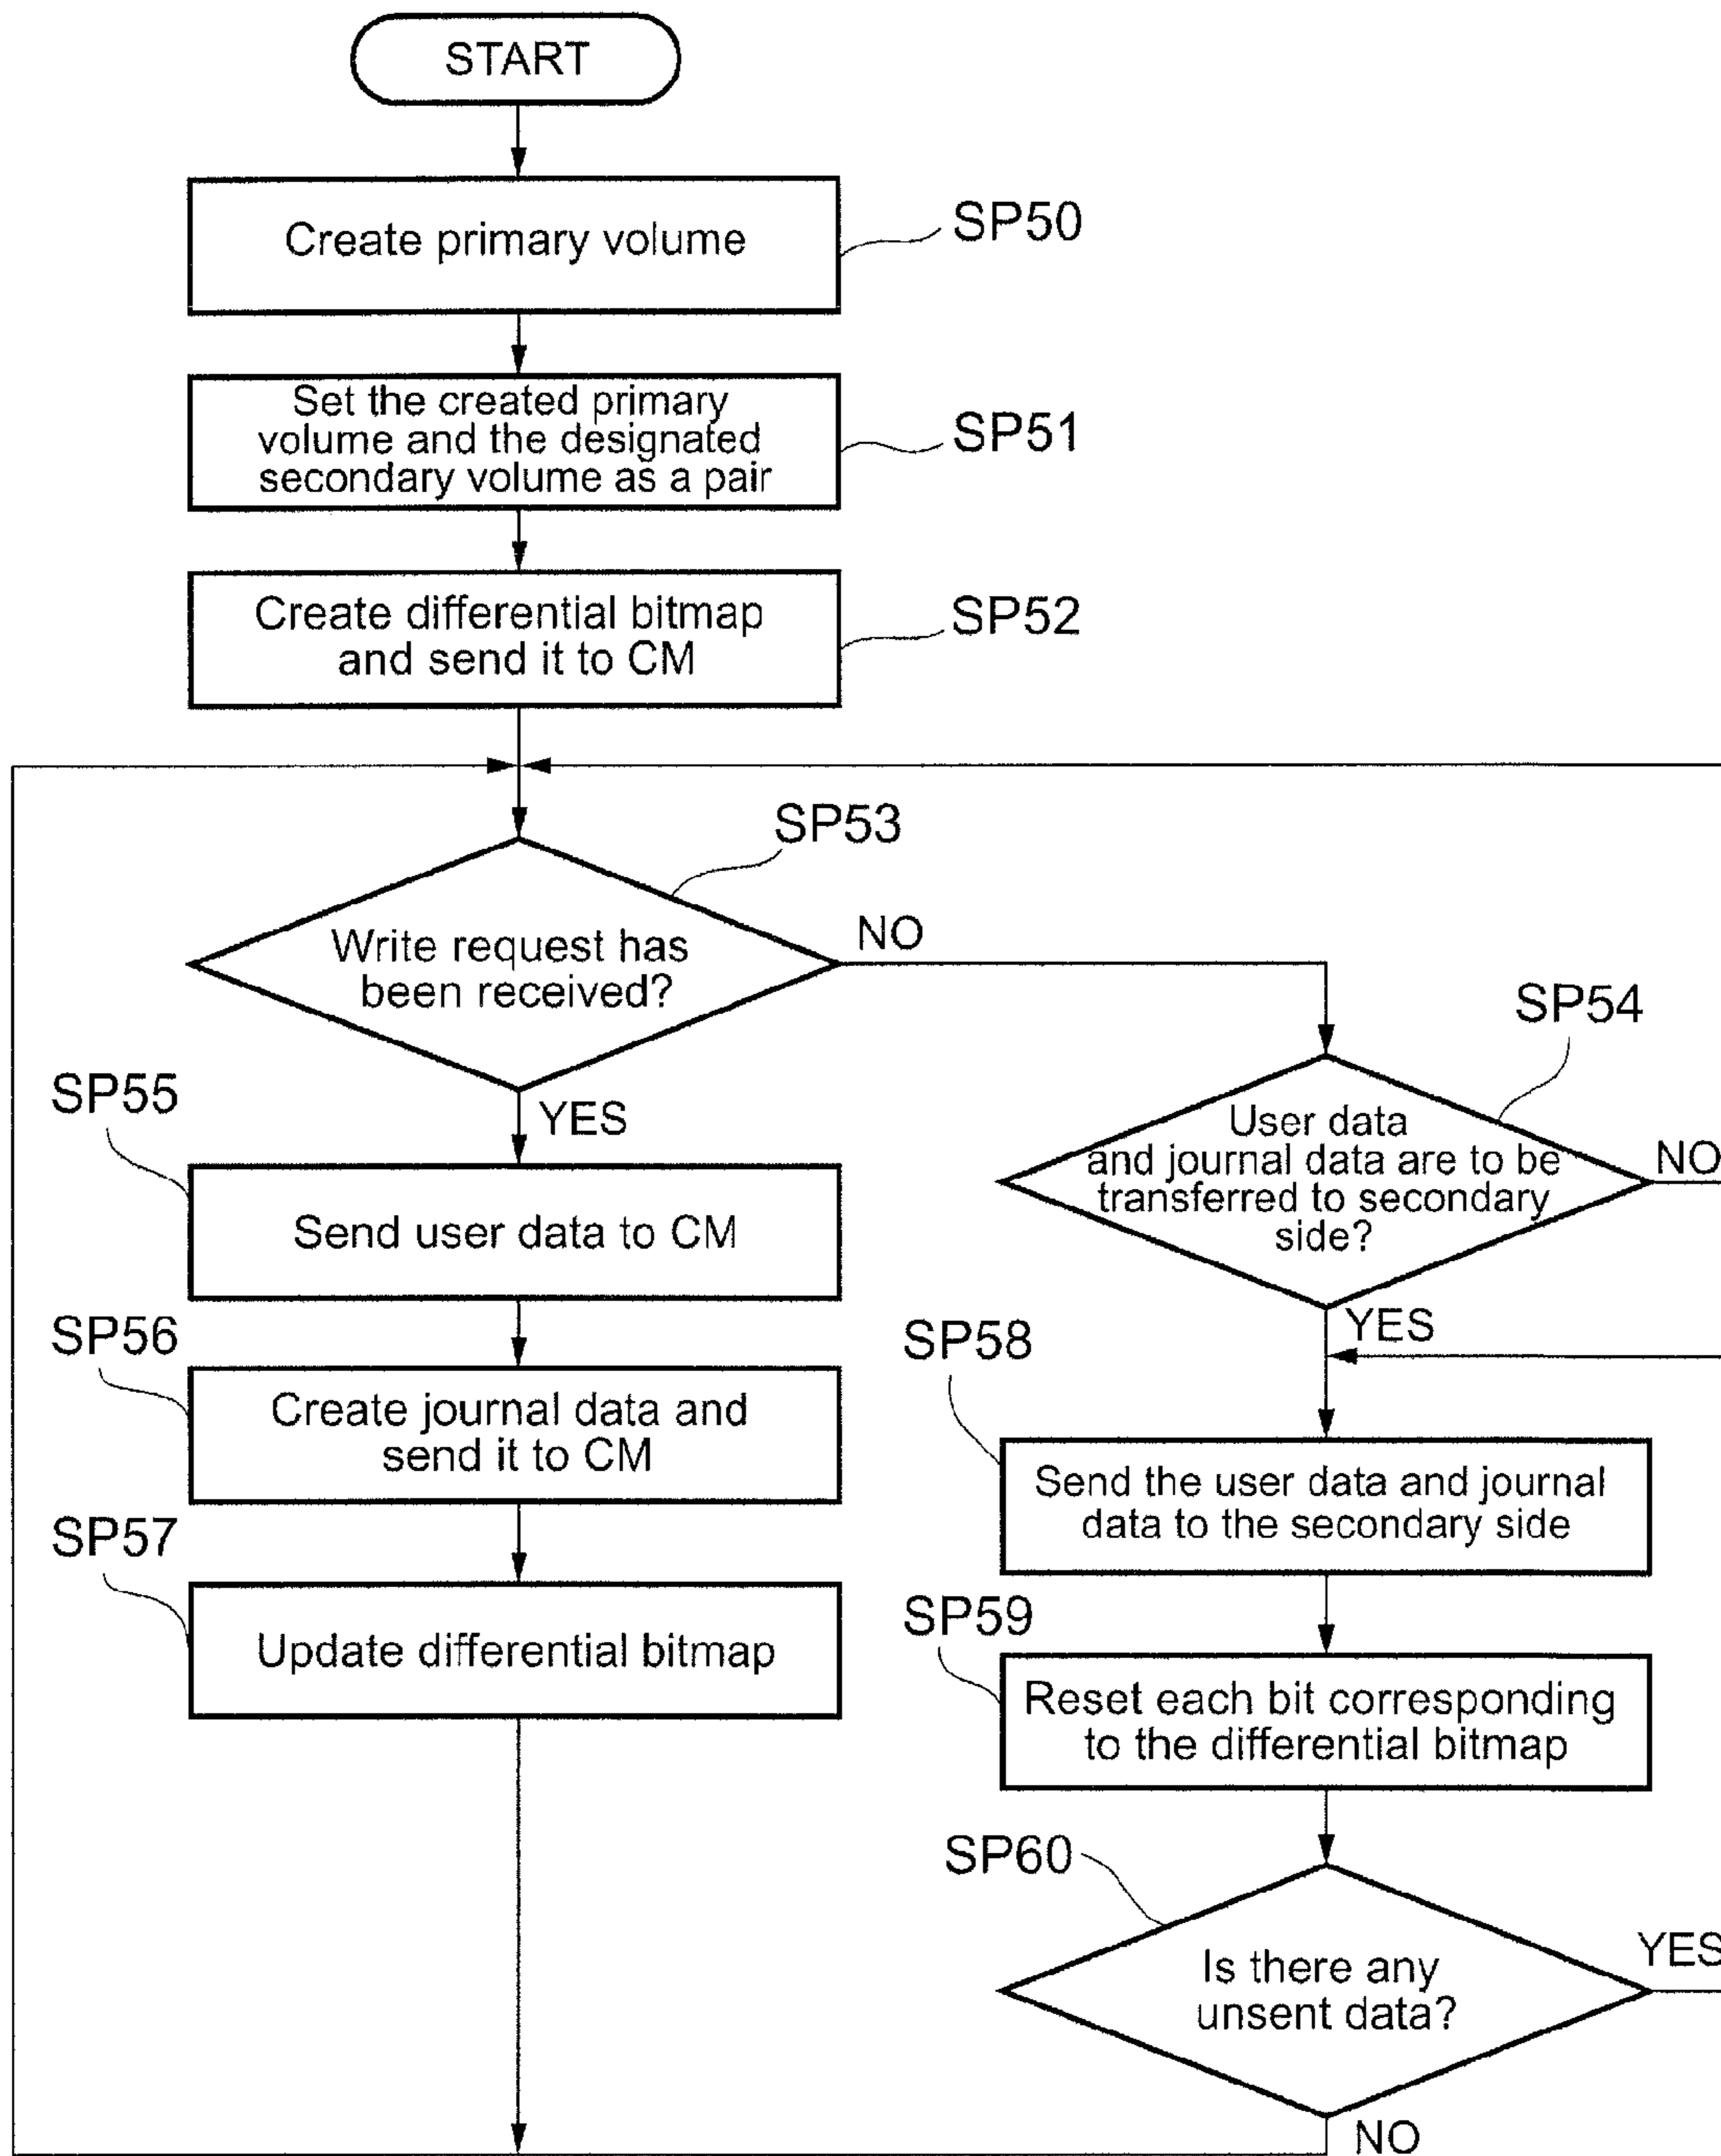 START
Create primary volume
SP50
Set the created primary
volume and the designated
secondary volume as a pair
SP51
Create differential bitmap
and send it to CM
SP52
SP53
Write request has
been received?
NO
YES
SP54
User data
and journal data are to be
transferred to secondary
side?
NO
YES
SP55
Send user data to CM
SP56
Create journal data and
send it to CM
SP57
Update differential bitmap
SP58
Send the user data and journal
data to the secondary side
SP59
Reset each bit corresponding
to the differential bitmap
SP60
Is there any
unsent data?
YES
NO